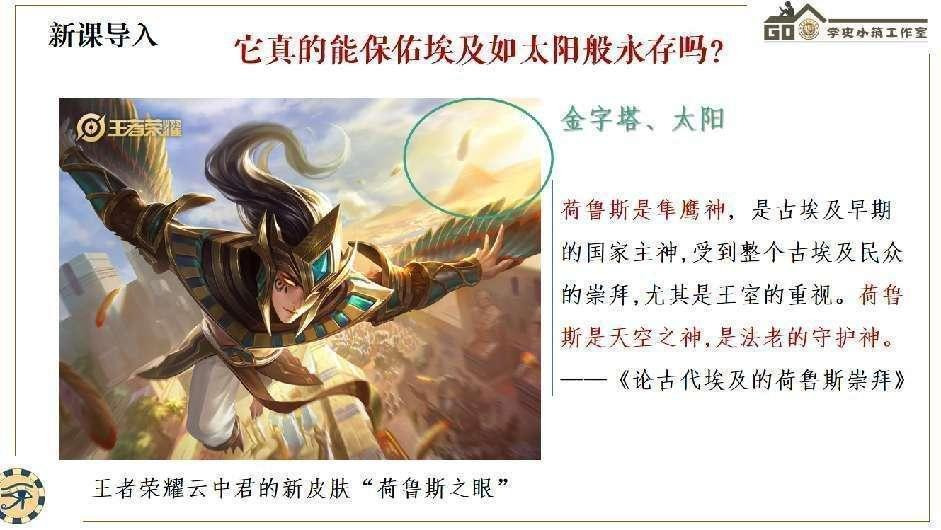 新课导入
它真的能保佑埃及如太阳般永存吗?
GO
学史小筑工作室
王者荣耀
金字塔、太阳
荷鲁斯是隼鹰神，是古埃及早期
的国家主神,受到整个古埃及民众
的崇拜,尤其是王室的重视。荷鲁
斯是天空之神,是法老的守护神。
——《论古代埃及的荷鲁斯崇拜》
王者荣耀云中君的新皮肤“荷鲁斯之眼”